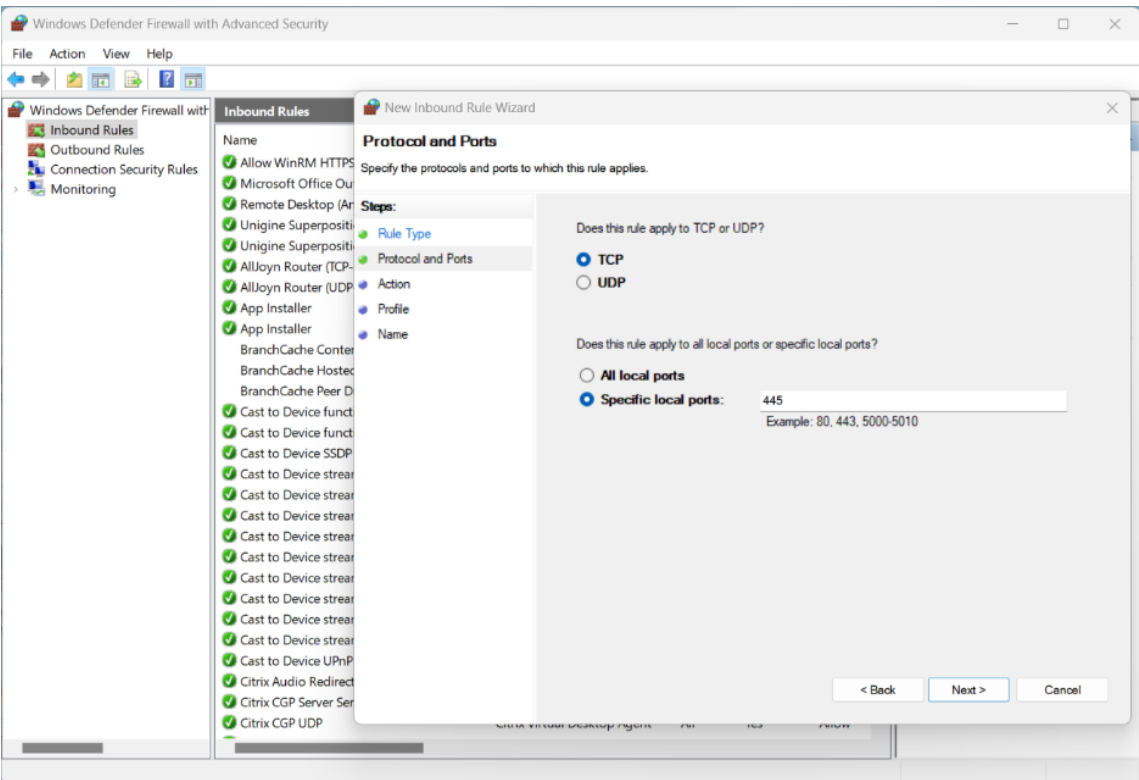 Windows Defender Firewall with Advanced Security
File Action View Help
Windows Defender Firewall with
Inbound Rules
Outbound Rules
Connection Security Rules
Monitoring
Inbound Rules
Name
Allow WinRM HTTPS
Microsoft Office Ou
Remote Desktop (Ar
Unigine Superpositi
Unigine Superpositi
AllJoyn Router (TCP-
AllJoyn Router (UDP
App Installer
App Installer
BranchCache Conter
BranchCache Hosted
BranchCache Peer D
Cast to Device funct
Cast to Device funct
Cast to Device SSDP
Cast to Device strear
Cast to Device strear
Cast to Device strear
Cast to Device strear
Cast to Device strear
Cast to Device strear
Cast to Device strear
Cast to Device strear
Cast to Device strear
Cast to Device UPnP
Citrix Audio Redirect
Citrix CGP Server Ser
Citrix CGP UDP
Citrix Virtual Desktop Agent All Yes Allow
New Inbound Rule Wizard
Protocol and Ports
Specify the protocols and ports to which this rule applies.
Steps:
Rule Type
Protocol and Ports
Action
Profile
Name
Does this rule apply to TCP or UDP?
TCP
UDP
Does this rule apply to all local ports or specific local ports?
All local ports
Specific local ports: 445
Example: 80, 443, 5000-5010
< Back Next > Cancel